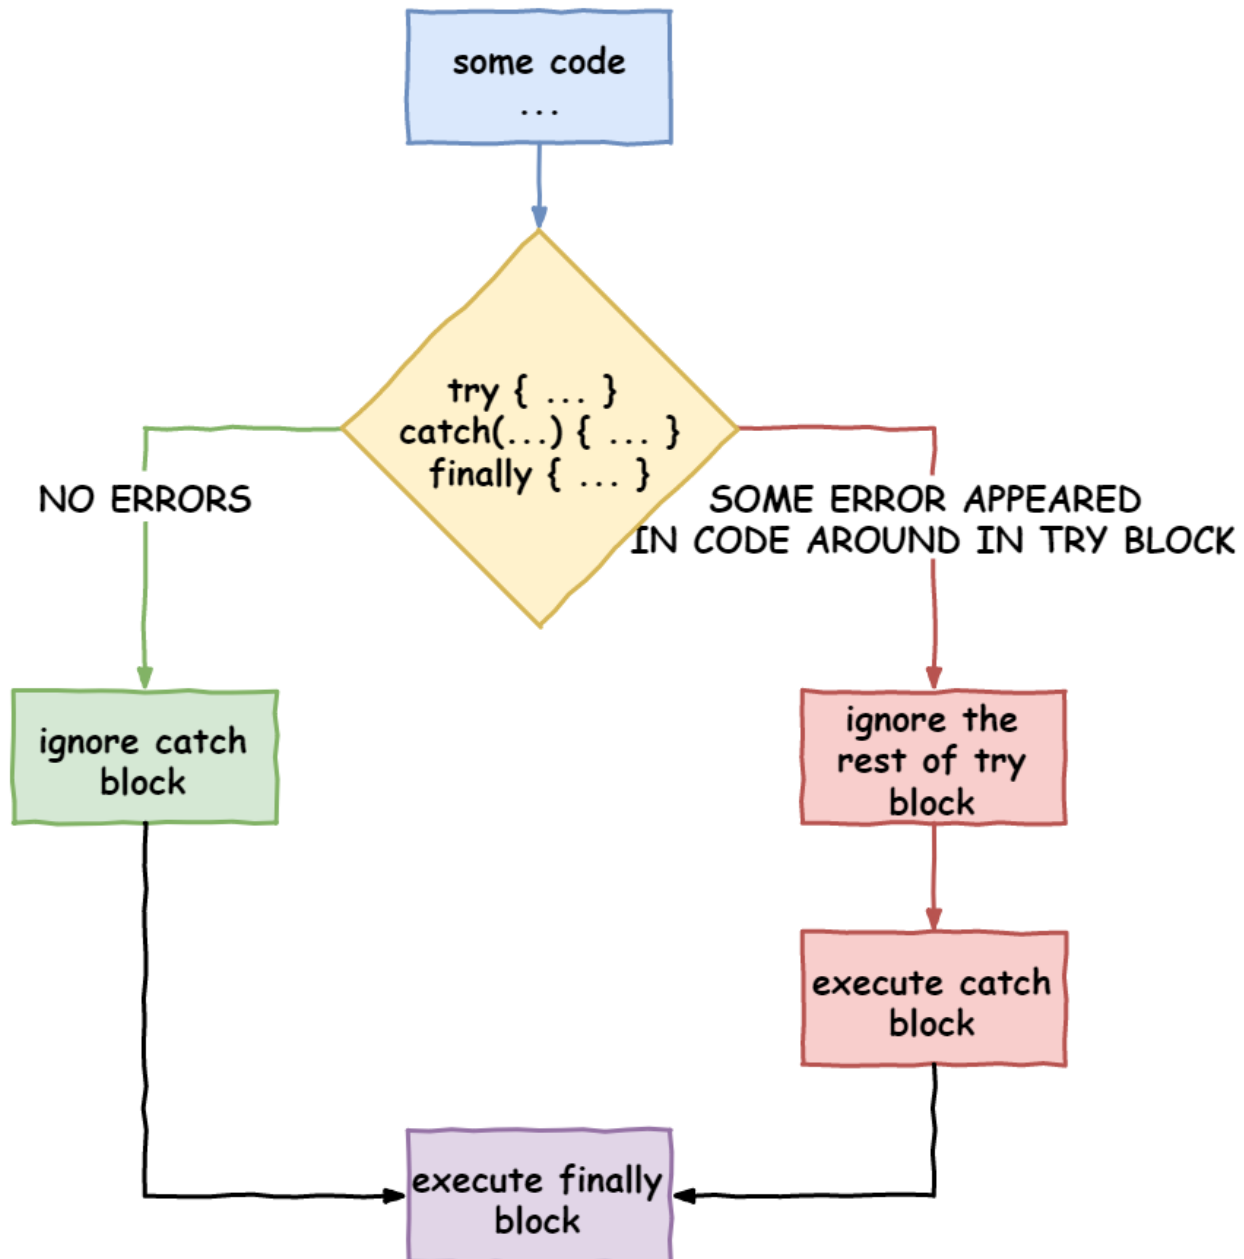 some code
...
try { ... }
catch(...) { ... }
finally { ... }
NO ERRORS
SOME ERROR APPEARED
IN CODE AROUND IN TRY BLOCK
ignore catch
block
ignore the
rest of try
block
execute catch
block
execute finally
block